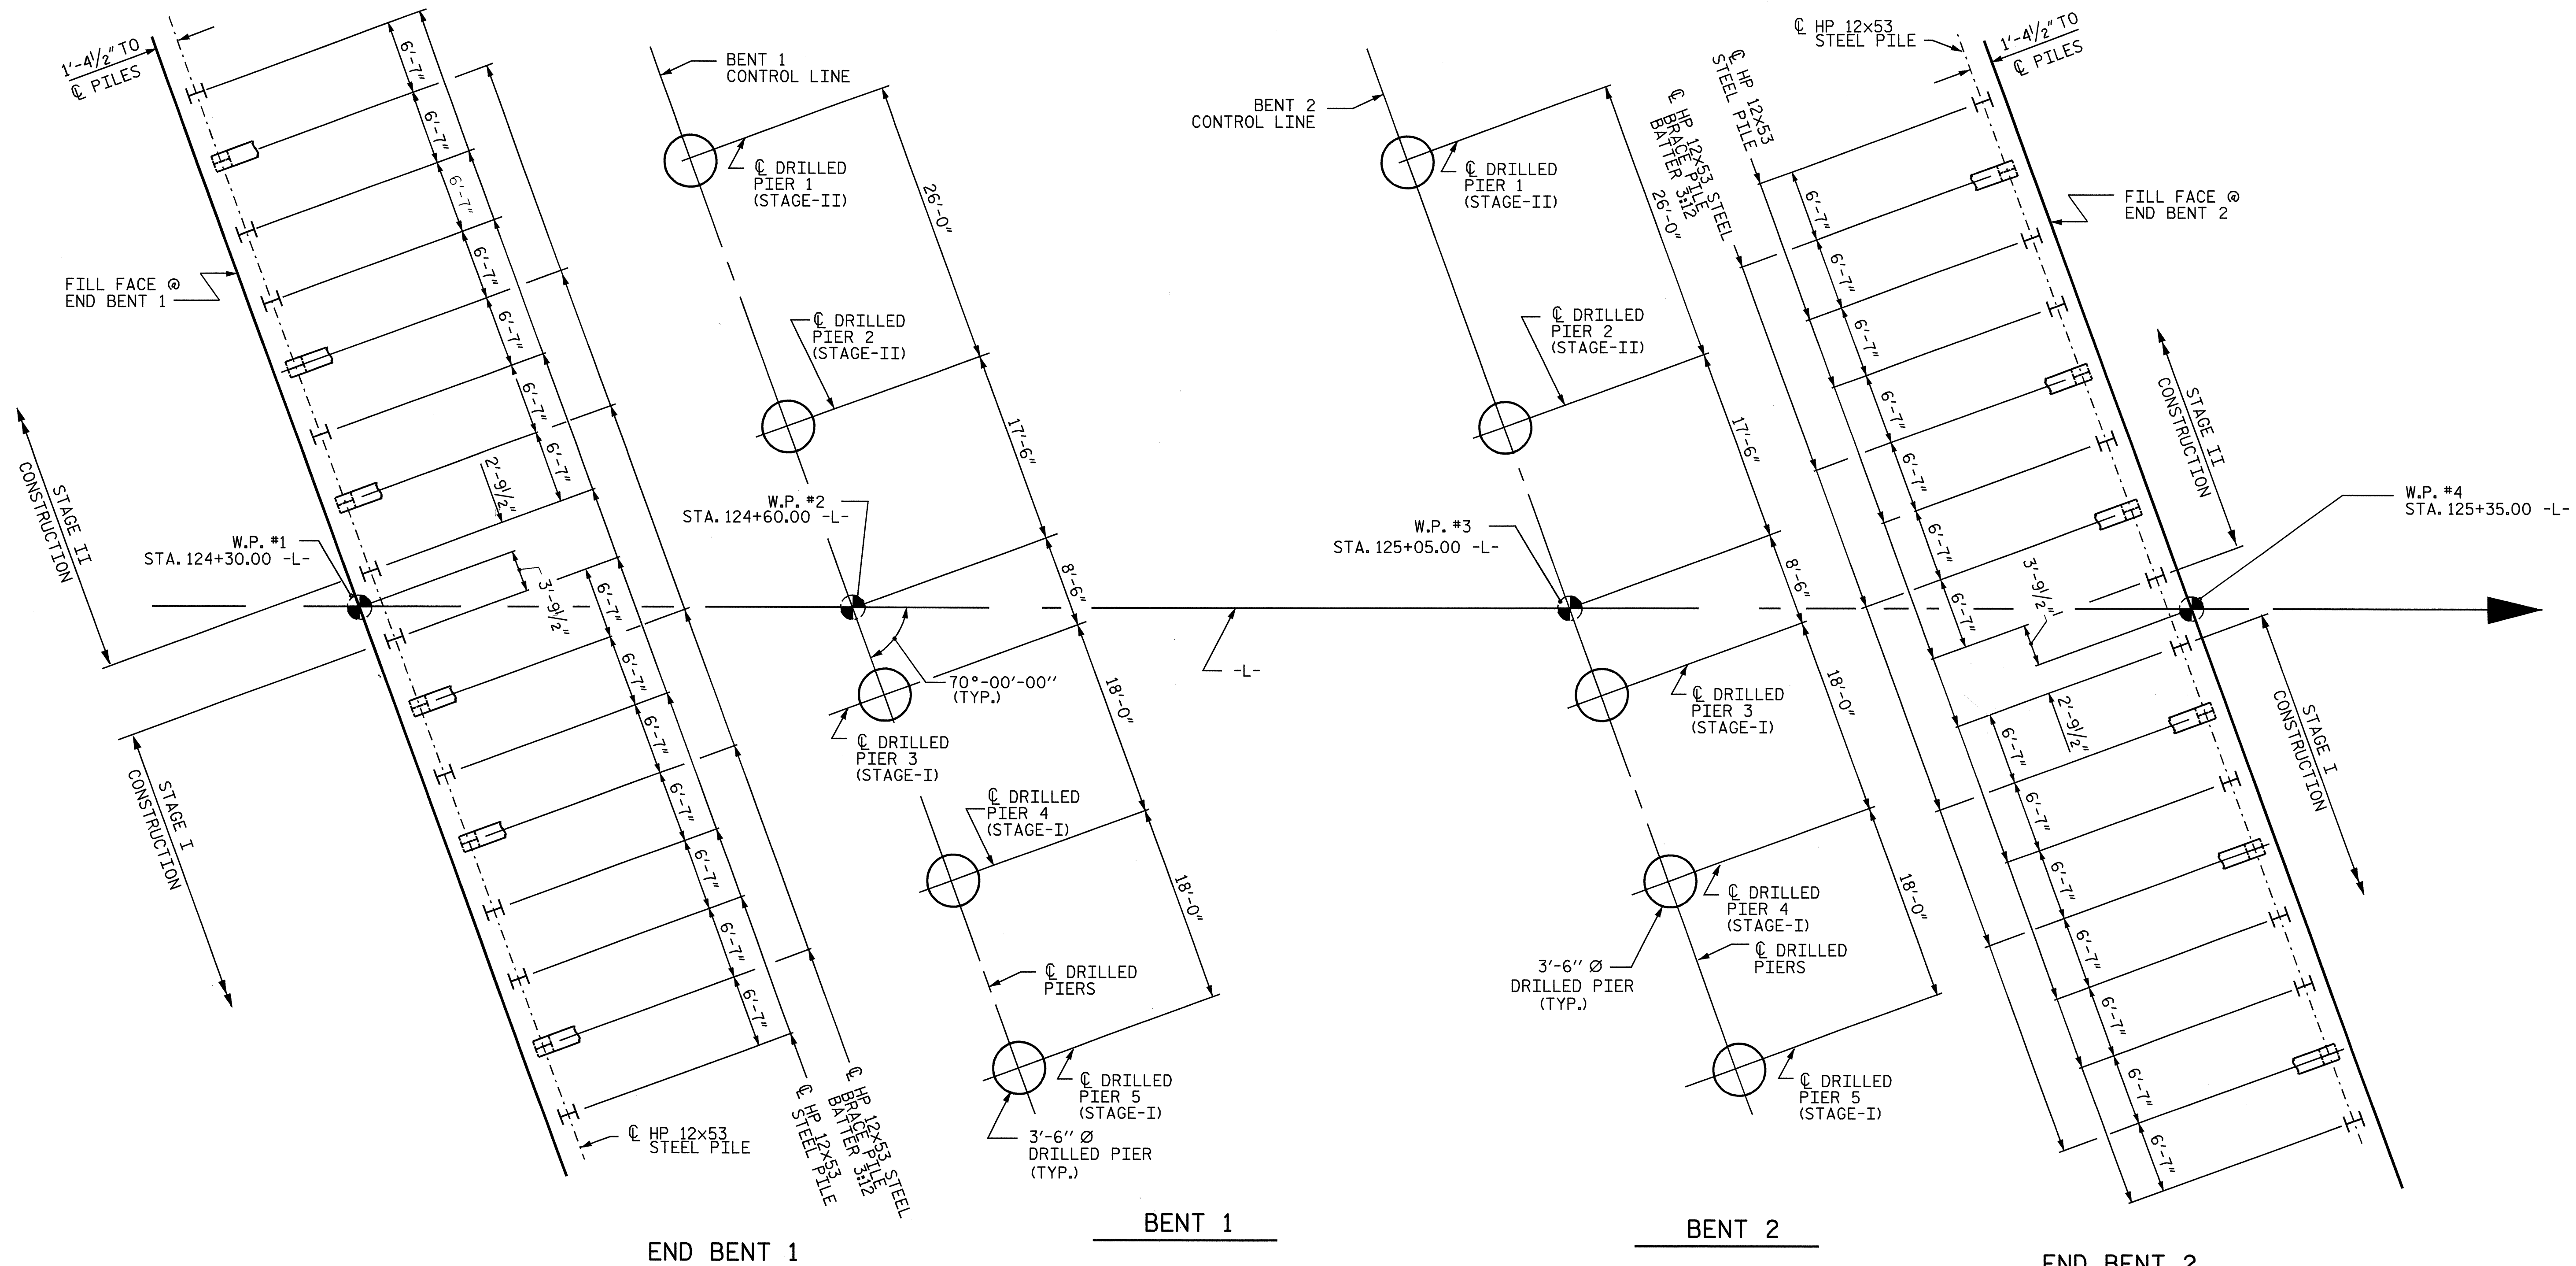 1'-4½" TO
℄ PILES
FILL FACE @
END BENT 1
STAGE II
CONSTRUCTION
W.P. #1
STA. 124+30.00 -L-
STAGE I
CONSTRUCTION
6'-7"
6'-7"
6'-7"
6'-7"
6'-7"
6'-7"
6'-7"
2'-9½"
3'-9½"
6'-7"
6'-7"
6'-7"
6'-7"
6'-7"
6'-7"
6'-7"
℄ HP 12x53
STEEL PILE
℄ HP 12x53
STEEL PILE
℄ HP 12x53 STEEL
BRACE PILE
BATTER 3:12
END BENT 1
BENT 1
CONTROL LINE
℄ DRILLED
PIER 1
(STAGE-II)
℄ DRILLED
PIER 2
(STAGE-II)
W.P. #2
STA. 124+60.00 -L-
70°-00'-00"
(TYP.)
℄ DRILLED
PIER 3
(STAGE-I)
℄ DRILLED
PIER 4
(STAGE-I)
℄ DRILLED
PIERS
℄ DRILLED
PIER 5
(STAGE-I)
3'-6" Ø
DRILLED PIER
(TYP.)
26'-0"
17'-6"
8'-6"
18'-0"
18'-0"
BENT 1
-L-
BENT 2
CONTROL LINE
℄ DRILLED
PIER 1
(STAGE-II)
℄ DRILLED
PIER 2
(STAGE-II)
W.P. #3
STA. 125+05.00 -L-
℄ DRILLED
PIER 3
(STAGE-I)
℄ DRILLED
PIER 4
(STAGE-I)
℄ DRILLED
PIERS
3'-6" Ø
DRILLED PIER
(TYP.)
℄ DRILLED
PIER 5
(STAGE-I)
26'-0"
17'-6"
8'-6"
18'-0"
18'-0"
BENT 2
℄ HP 12x53 STEEL
BRACE PILE
BATTER 3:12
℄ HP 12x53
STEEL PILE
℄ HP 12x53
STEEL PILE
1'-4½" TO
℄ PILES
FILL FACE @
END BENT 2
6'-7"
6'-7"
6'-7"
6'-7"
6'-7"
6'-7"
6'-7"
3'-9½"
2'-9½"
6'-7"
6'-7"
6'-7"
6'-7"
6'-7"
6'-7"
6'-7"
STAGE II
CONSTRUCTION
W.P. #4
STA. 125+35.00 -L-
STAGE I
CONSTRUCTION
END BENT 2